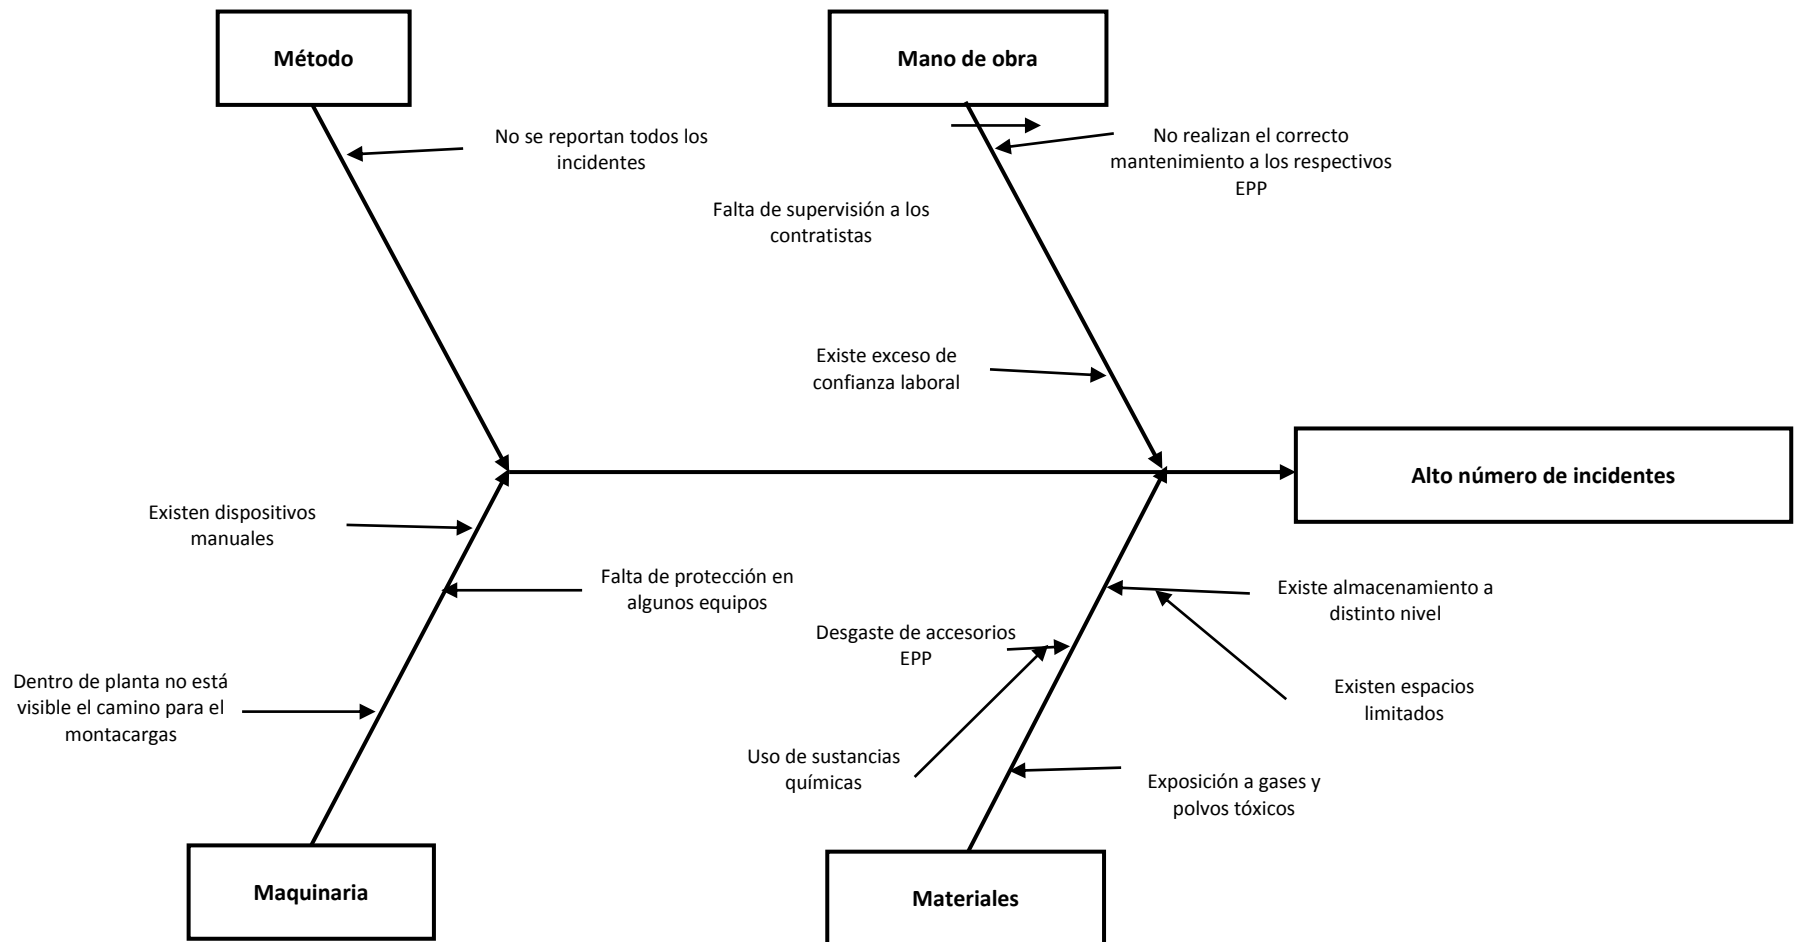 Método
Mano de obra
No se reportan todos los
incidentes
No realizan el correcto
mantenimiento a los respectivos
EPP
Falta de supervisión a los
contratistas
Existe exceso de
confianza laboral
Alto número de incidentes
Existen dispositivos
manuales
Falta de protección en
algunos equipos
Existe almacenamiento a
distinto nivel
Desgaste de accesorios
EPP
Dentro de planta no está
visible el camino para el
montacargas
Existen espacios
limitados
Uso de sustancias
químicas
Exposición a gases y
polvos tóxicos
Maquinaria
Materiales